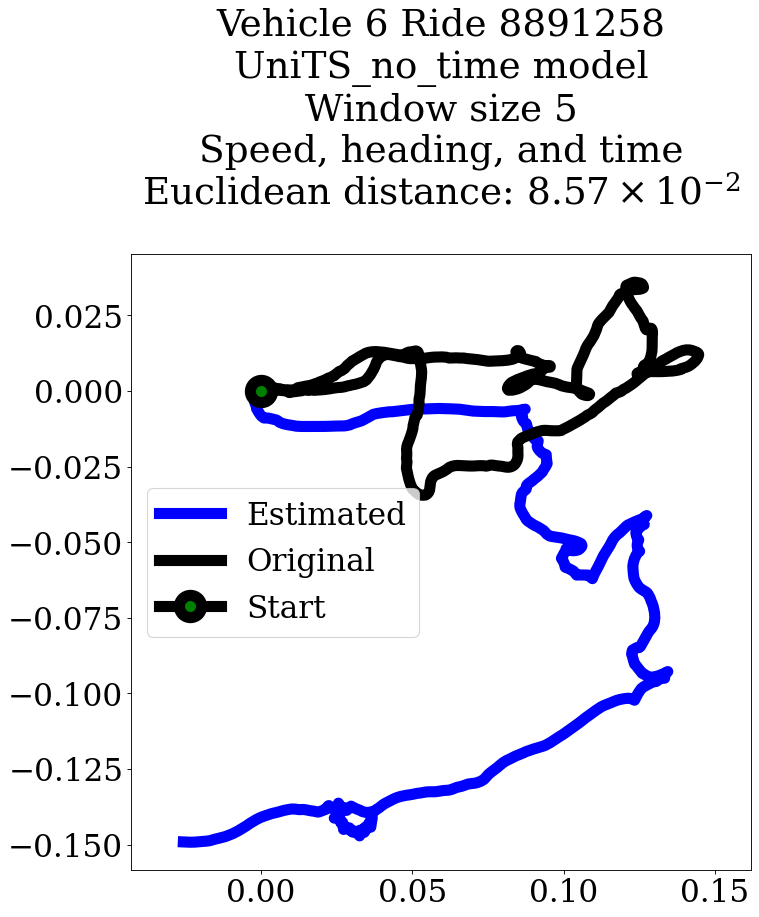 Vehicle 6 Ride 8891258
UniTS_no_time model
Window size 5
Speed, heading, and time
Euclidean distance: 8.57 × 10⁻²
0.025
0.000
−0.025
−0.050
−0.075
−0.100
−0.125
−0.150
Estimated
Original
Start
0.00 0.05 0.10 0.15